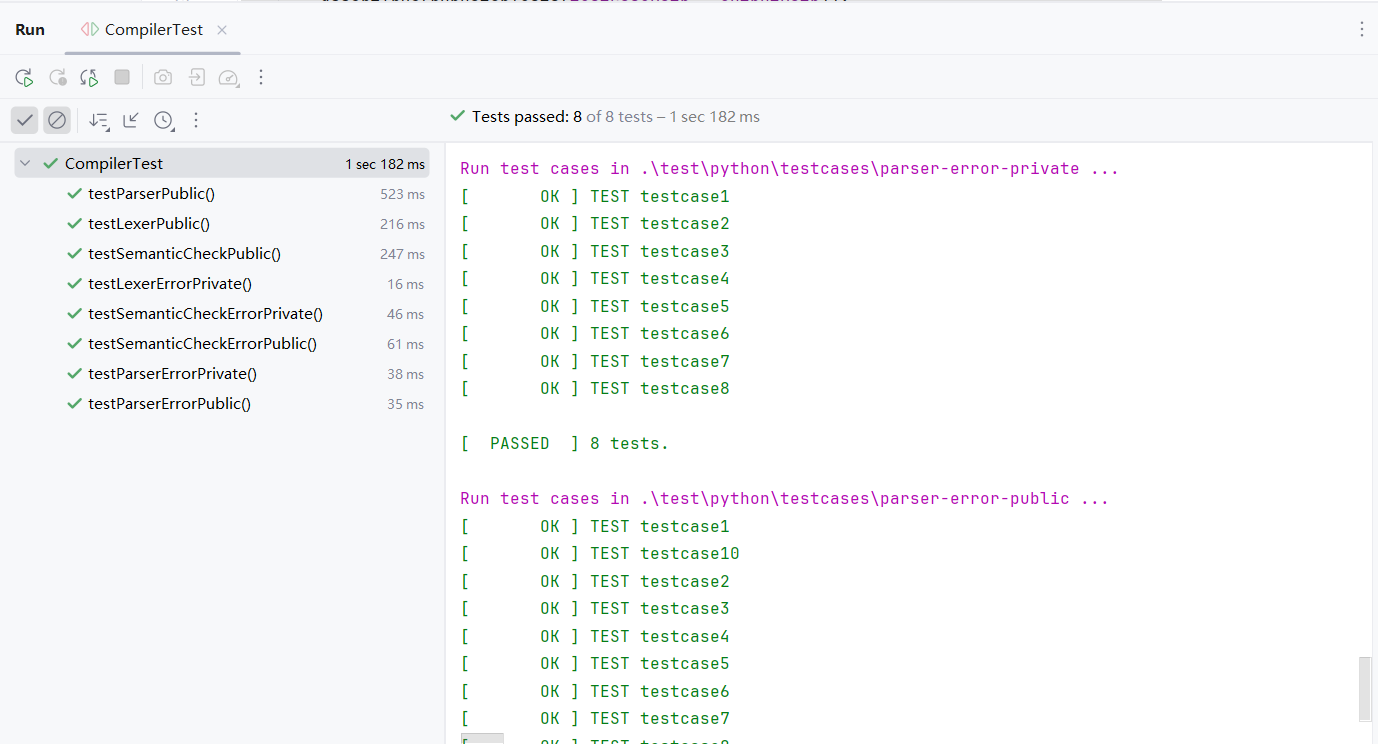 Run CompilerTest
Tests passed: 8 of 8 tests – 1 sec 182 ms
CompilerTest 1 sec 182 ms
testParserPublic() 523 ms
testLexerPublic() 216 ms
testSemanticCheckPublic() 247 ms
testLexerErrorPrivate() 16 ms
testSemanticCheckErrorPrivate() 46 ms
testSemanticCheckErrorPublic() 61 ms
testParserErrorPrivate() 38 ms
testParserErrorPublic() 35 ms
Run test cases in .\test\python\testcases\parser-error-private ...
[       OK ] TEST testcase1
[       OK ] TEST testcase2
[       OK ] TEST testcase3
[       OK ] TEST testcase4
[       OK ] TEST testcase5
[       OK ] TEST testcase6
[       OK ] TEST testcase7
[       OK ] TEST testcase8
[  PASSED  ] 8 tests.
Run test cases in .\test\python\testcases\parser-error-public ...
[       OK ] TEST testcase1
[       OK ] TEST testcase10
[       OK ] TEST testcase2
[       OK ] TEST testcase3
[       OK ] TEST testcase4
[       OK ] TEST testcase5
[       OK ] TEST testcase6
[       OK ] TEST testcase7